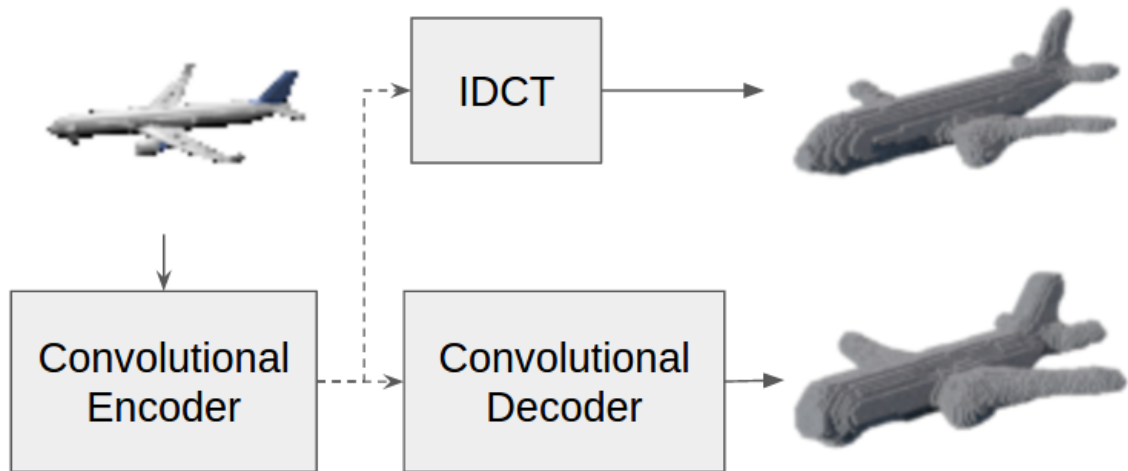 IDCT
Convolutional
Encoder
Convolutional
Decoder